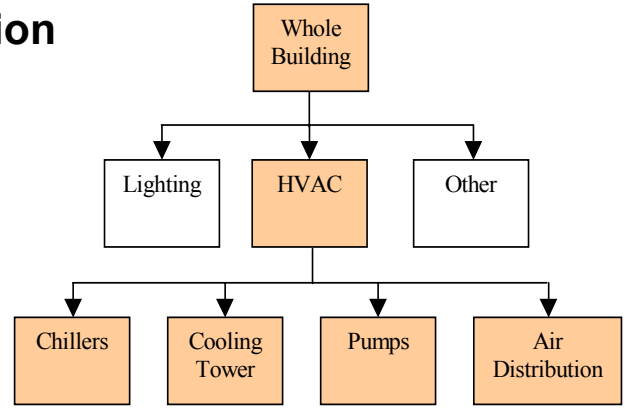 ion
Whole
Building
Lighting
HVAC
Other
Chillers
Cooling
Tower
Pumps
Air
Distribution